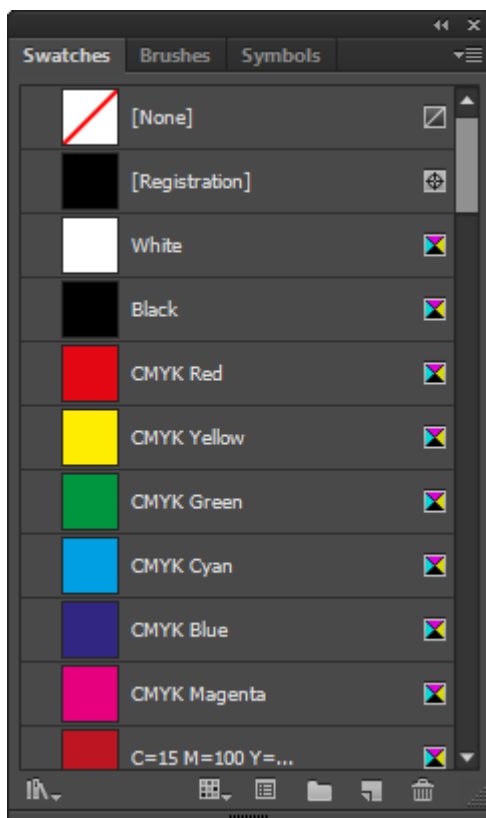 Swatches Brushes Symbols
[None]
[Registration]
White
Black
CMYK Red
CMYK Yellow
CMYK Green
CMYK Cyan
CMYK Blue
CMYK Magenta
C=15 M=100 Y=...